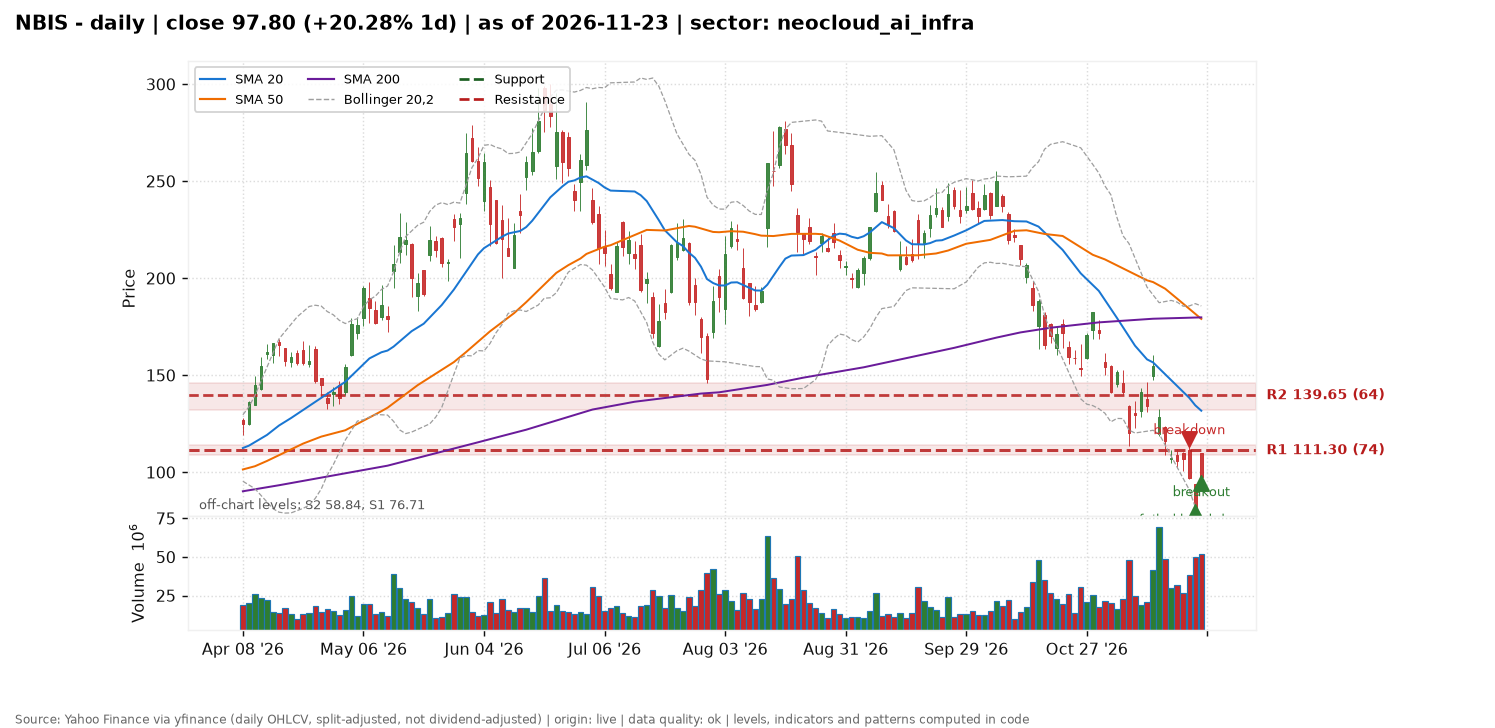 NBIS - daily | close 97.80 (+20.28% 1d) | as of 2026-11-23 | sector: neocloud_ai_infra
SMA 20
SMA 50
SMA 200
Bollinger 20,2
Support
Resistance
300
250
200
150
100
Price
R2 139.65 (64)
R1 111.30 (74)
breakdown
breakout
off-chart levels: S2 58.84, S1 76.71
75
50
25
Volume 10^6
Apr 08 '26
May 06 '26
Jun 04 '26
Jul 06 '26
Aug 03 '26
Aug 31 '26
Sep 29 '26
Oct 27 '26
Source: Yahoo Finance via yfinance (daily OHLCV, split-adjusted, not dividend-adjusted) | origin: live | data quality: ok | levels, indicators and patterns computed in code